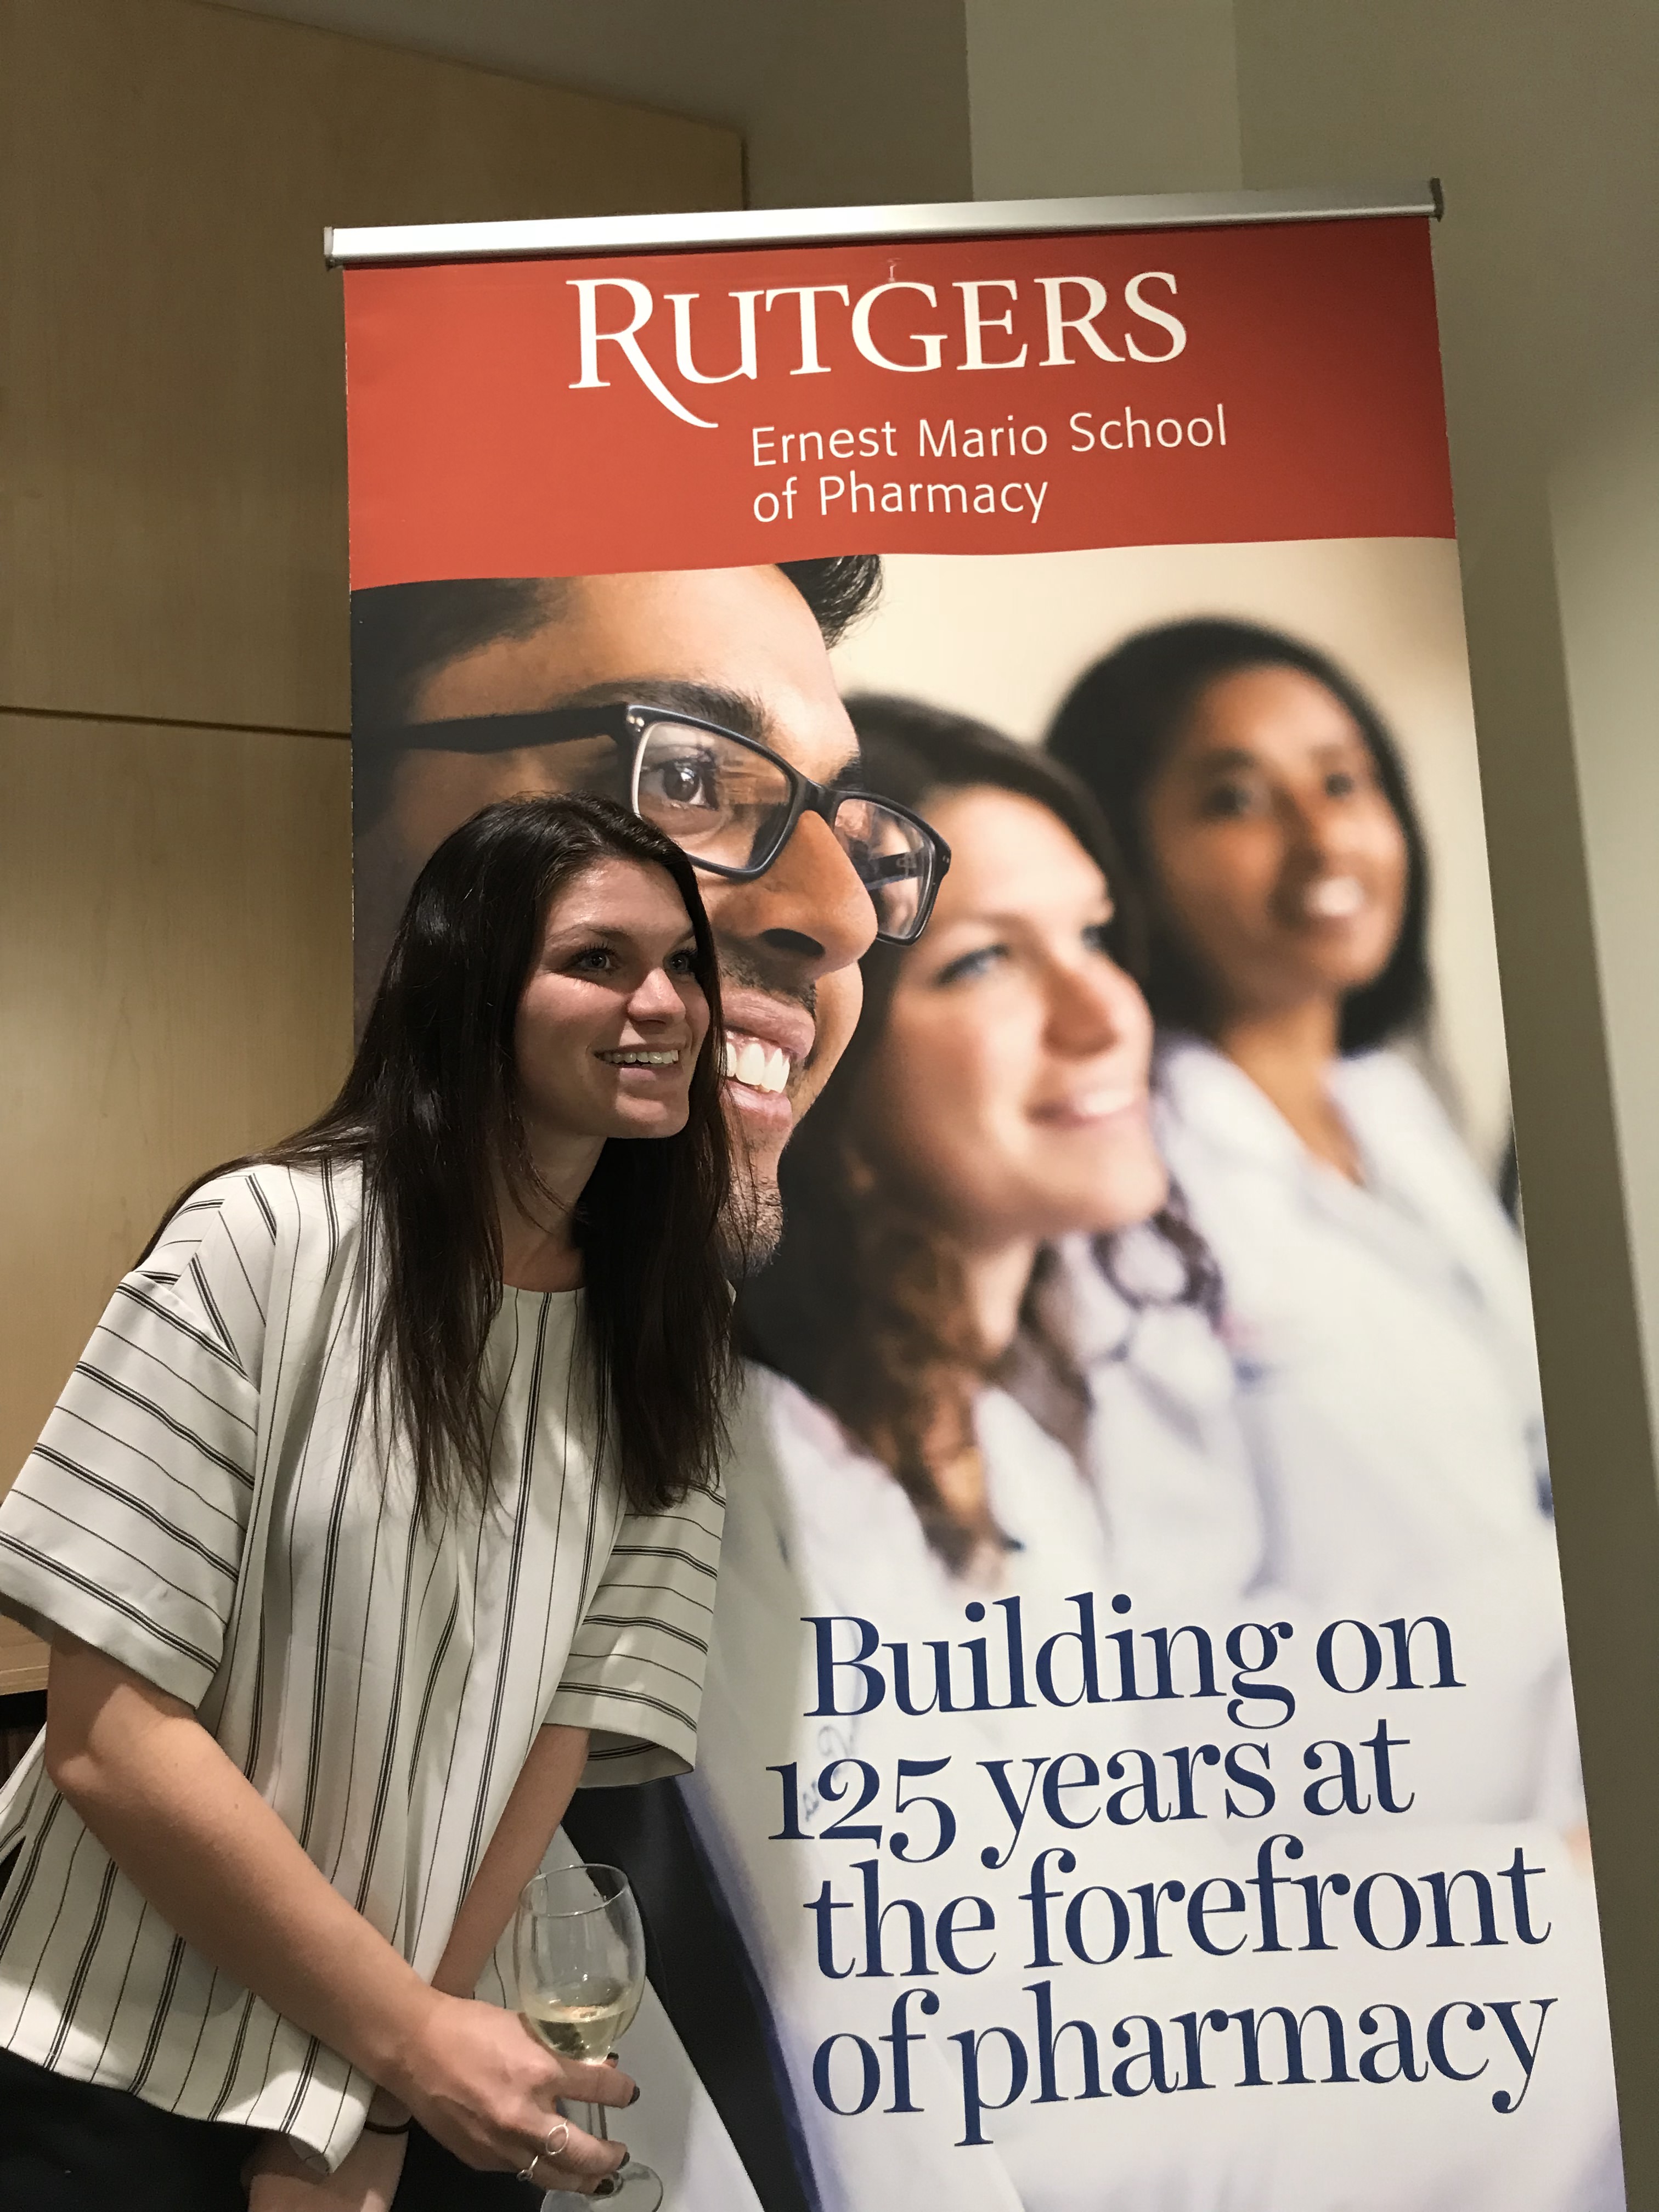 RUTGERS
Ernest Mario School
of Pharmacy
Building on
125 years at
the forefront
of pharmacy